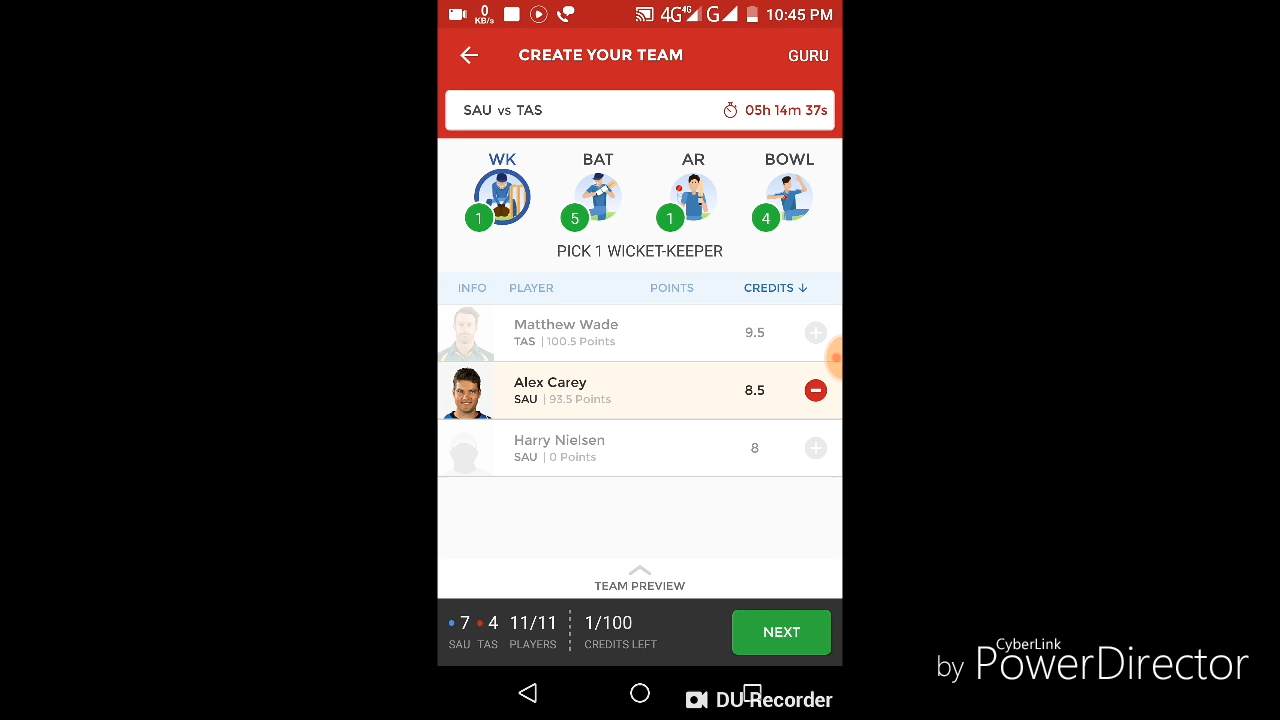 0 KB/s 4G 4G G 10:45 PM
CREATE YOUR TEAM GURU
SAU vs TAS 05h 14m 37s
WK BAT AR BOWL
1 5 1 4
PICK 1 WICKET-KEEPER
INFO PLAYER POINTS CREDITS ↓
Matthew Wade 9.5
TAS | 100.5 Points
Alex Carey 8.5
SAU | 93.5 Points
Harry Nielsen 8
SAU | 0 Points
TEAM PREVIEW
7 4 11/11 1/100 NEXT
SAU TAS PLAYERS CREDITS LEFT
DU Recorder
CyberLink
by PowerDirector